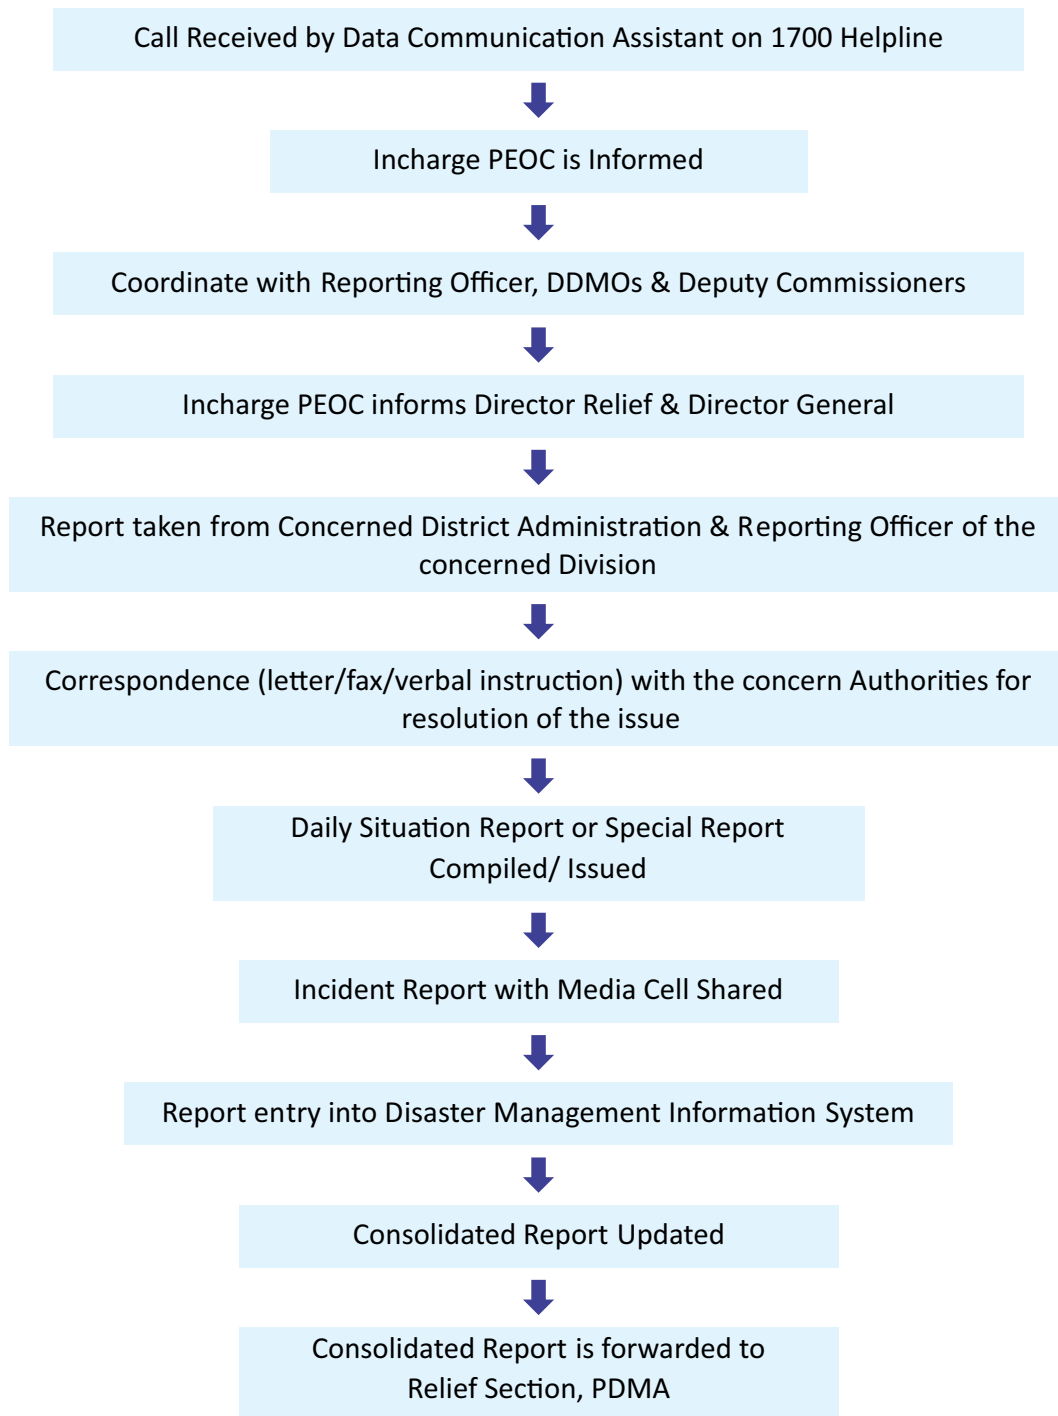 Call Received by Data Communication Assistant on 1700 Helpline
Incharge PEOC is Informed
Coordinate with Reporting Officer, DDMOs & Deputy Commissioners
Incharge PEOC informs Director Relief & Director General
Report taken from Concerned District Administration & Reporting Officer of the
concerned Division
Correspondence (letter/fax/verbal instruction) with the concern Authorities for
resolution of the issue
Daily Situation Report or Special Report
Compiled/ Issued
Incident Report with Media Cell Shared
Report entry into Disaster Management Information System
Consolidated Report Updated
Consolidated Report is forwarded to
Relief Section, PDMA